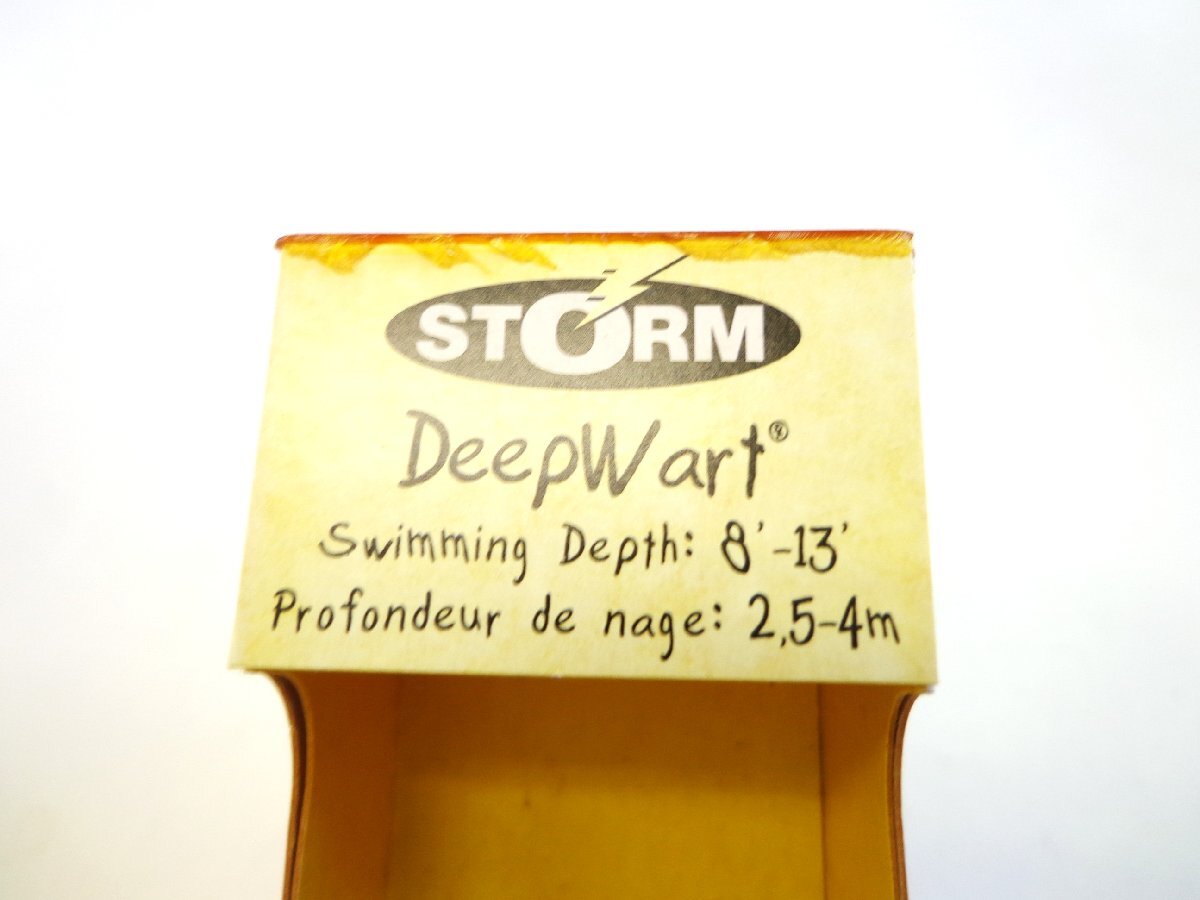 STORM
DeepWart®
Swimming Depth: 8'-13'
Profondeur de nage: 2,5-4m